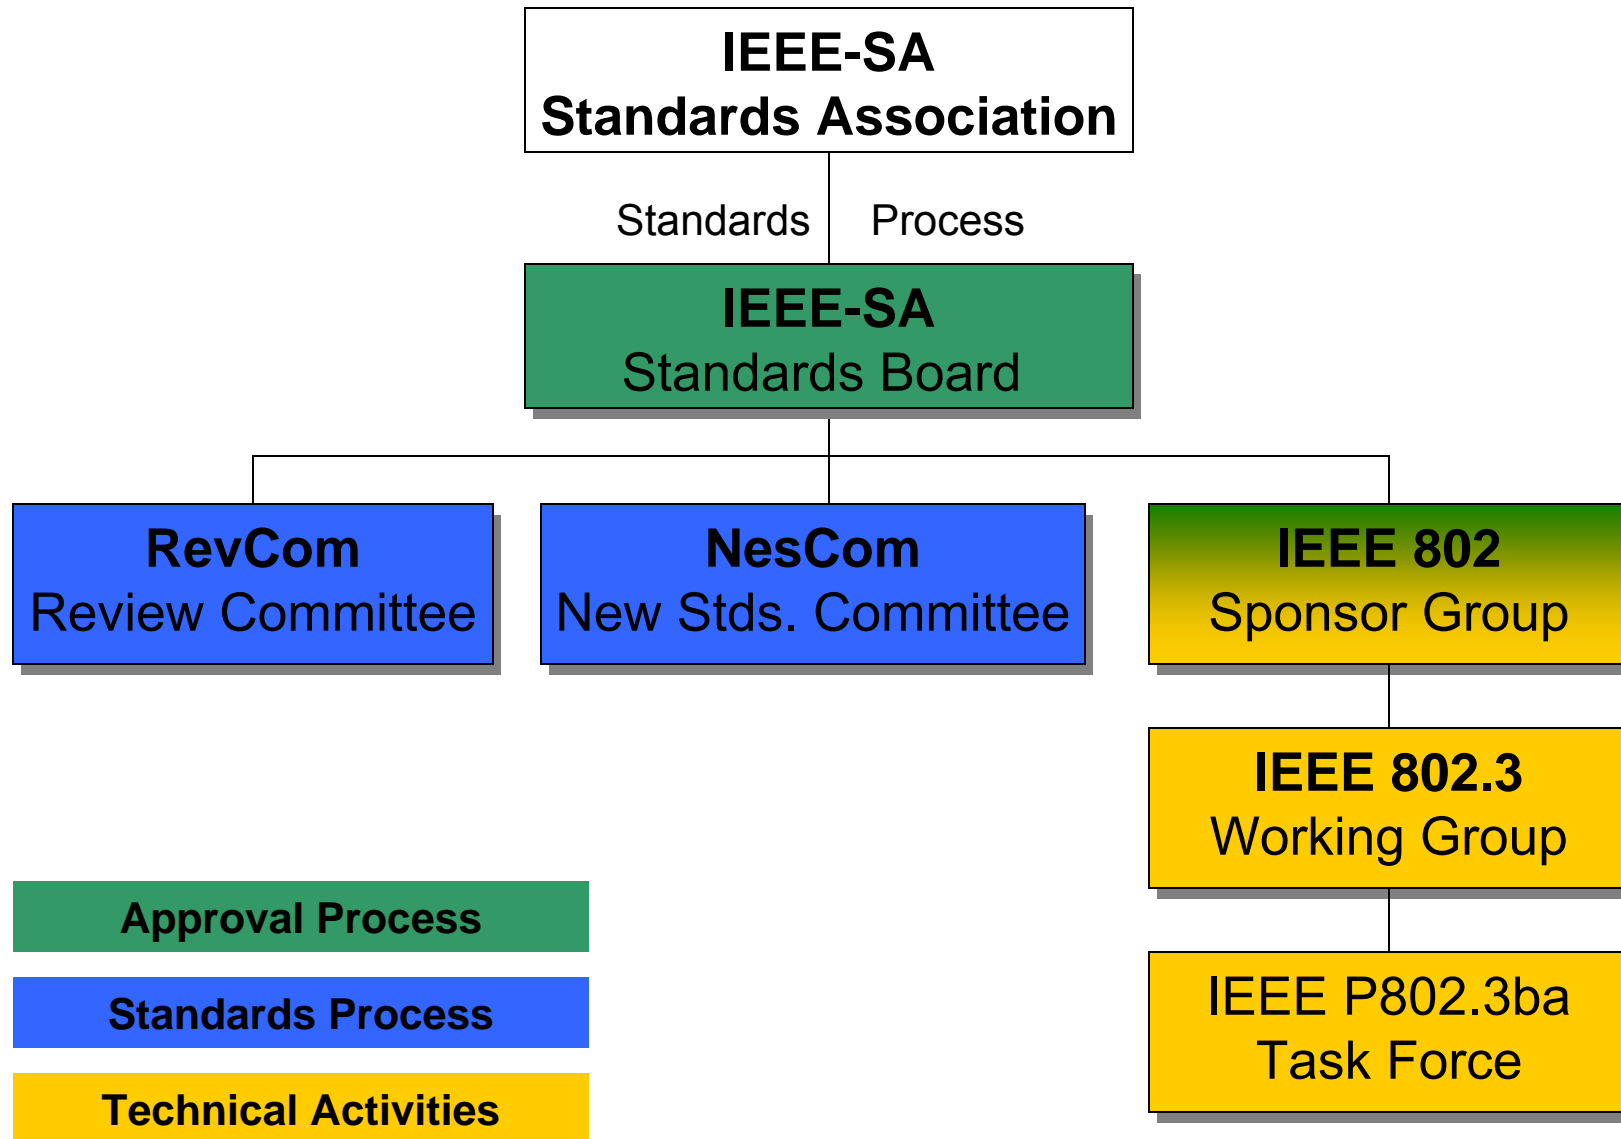 IEEE-SA
Standards Association
Standards Process
IEEE-SA
Standards Board
RevCom
Review Committee
NesCom
New Stds. Committee
IEEE 802
Sponsor Group
IEEE 802.3
Working Group
IEEE P802.3ba
Task Force
Approval Process
Standards Process
Technical Activities